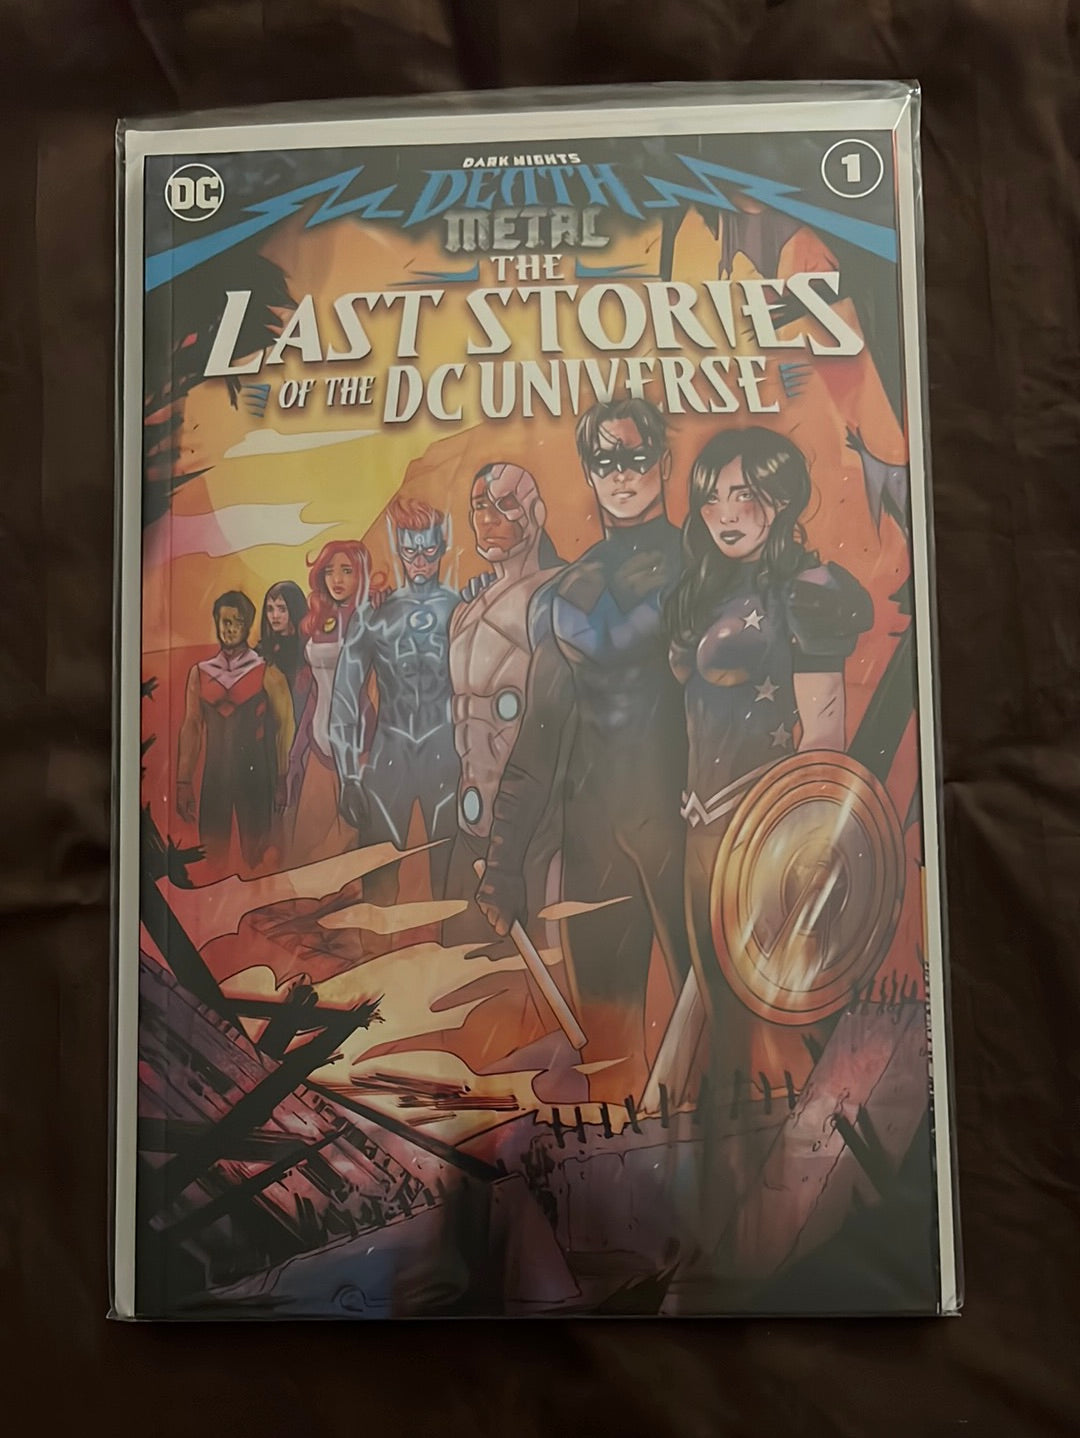 DC
1
DARK NIGHTS
DEATH
METAL
THE
LAST STORIES
OF THE DC UNIVERSE